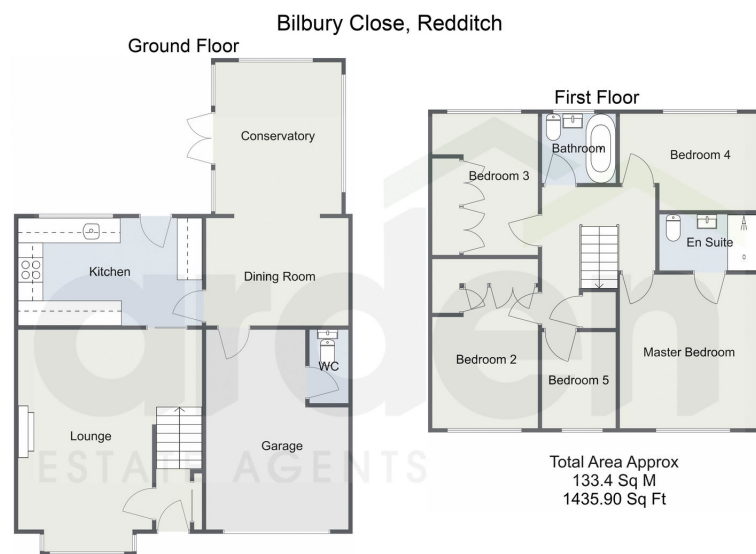 Bilbury Close, Redditch
Ground Floor
Conservatory
Kitchen
Dining Room
WC
Lounge
Garage
First Floor
Bathroom
Bedroom 3
Bedroom 4
En Suite
Bedroom 2
Master Bedroom
Bedroom 5
Total Area Approx
133.4 Sq M
1435.90 Sq Ft
arden
ESTATE AGENTS